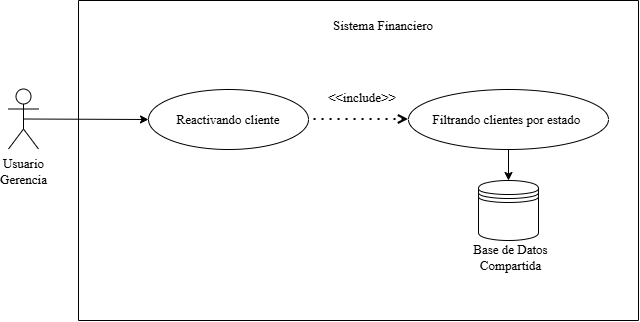 Sistema Financiero
<<include>>
Reactivando cliente
Filtrando clientes por estado
Usuario
Gerencia
Base de Datos
Compartida